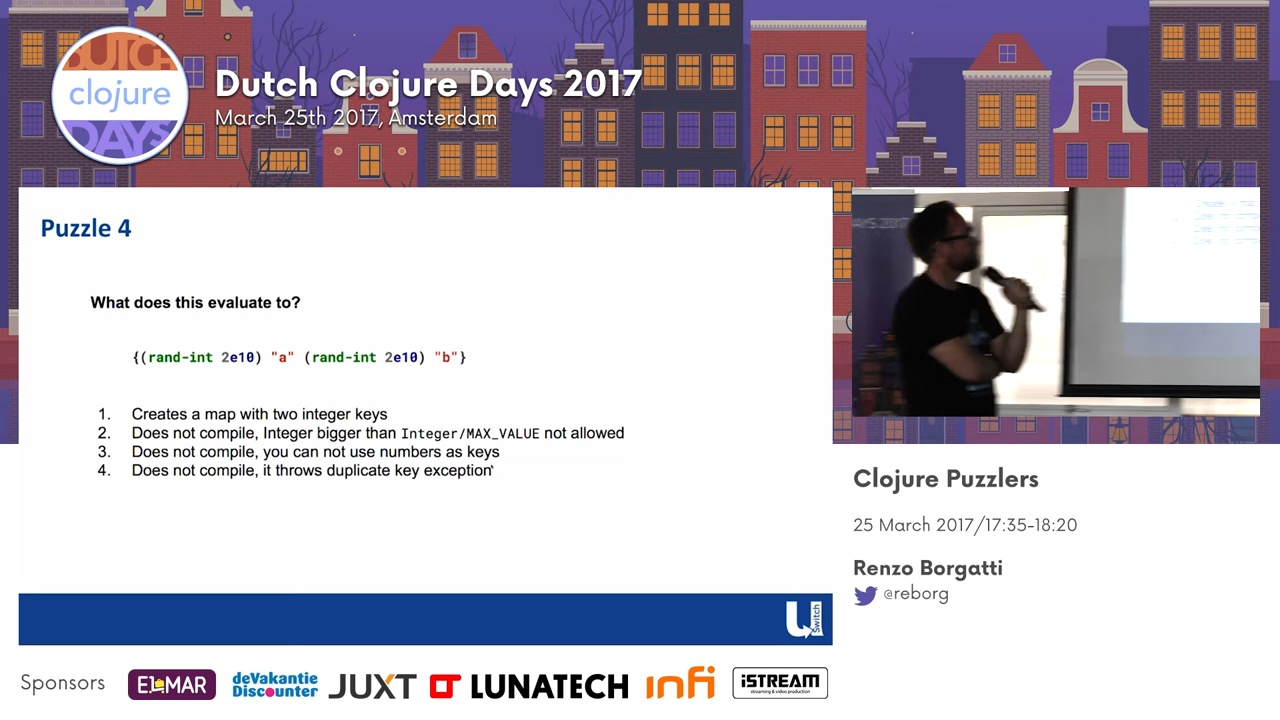 DUTCH
clojure
DAYS
Dutch Clojure Days 2017
March 25th 2017, Amsterdam
Puzzle 4
What does this evaluate to?
{(rand-int 2e10) "a" (rand-int 2e10) "b"}
1. Creates a map with two integer keys
2. Does not compile, Integer bigger than Integer/MAX_VALUE not allowed
3. Does not compile, you can not use numbers as keys
4. Does not compile, it throws duplicate key exception
U
Switch
Clojure Puzzlers
25 March 2017/17:35-18:20
Renzo Borgatti
@reborg
Sponsors
ELMAR
deVakantie
Discounter
JUXT
LUNATECH
infi
iSTREAM
streaming & video production